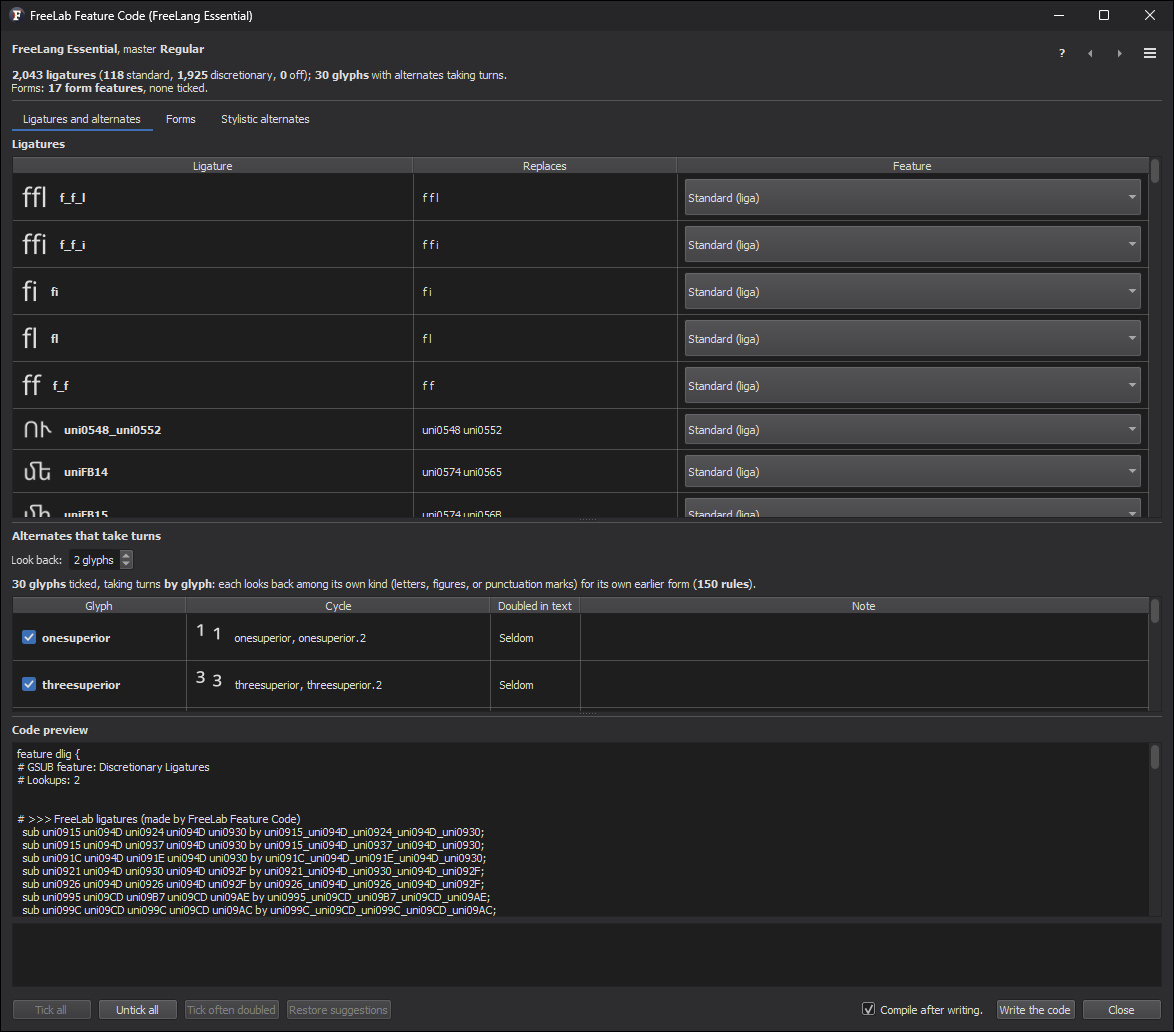 FreeLab Feature Code (FreeLang Essential)
FreeLang Essential, master Regular
?
2,043 ligatures (118 standard, 1,925 discretionary, 0 off); 30 glyphs with alternates taking turns.
Forms: 17 form features, none ticked.
Ligatures and alternates Forms Stylistic alternates
Ligatures
Ligature Replaces Feature
ffl f_f_l f f l Standard (liga)
ffi f_f_i f f i Standard (liga)
fi fi f i Standard (liga)
fl fl f l Standard (liga)
ff f_f f f Standard (liga)
ՈՒ uni0548_uni0552 uni0548 uni0552 Standard (liga)
մե uniFB14 uni0574 uni0565 Standard (liga)
մի uniFB15 uni0574 uni056B Standard (liga)
Alternates that take turns
Look back: 2 glyphs
30 glyphs ticked, taking turns by glyph: each looks back among its own kind (letters, figures, or punctuation marks) for its own earlier form (150 rules).
Glyph Cycle Doubled in text Note
onesuperior 1 1 onesuperior, onesuperior.2 Seldom
threesuperior 3 3 threesuperior, threesuperior.2 Seldom
Code preview
feature dlig {
# GSUB feature: Discretionary Ligatures
# Lookups: 2
# >>> FreeLab ligatures (made by FreeLab Feature Code)
sub uni0915 uni094D uni0924 uni094D uni0930 by uni0915_uni094D_uni0924_uni094D_uni0930;
sub uni0915 uni094D uni0937 uni094D uni0930 by uni0915_uni094D_uni0937_uni094D_uni0930;
sub uni091C uni094D uni091E uni094D uni0930 by uni091C_uni094D_uni091E_uni094D_uni0930;
sub uni0921 uni094D uni0930 uni094D uni092F by uni0921_uni094D_uni0930_uni094D_uni092F;
sub uni0926 uni094D uni0926 uni094D uni092F by uni0926_uni094D_uni0926_uni094D_uni092F;
sub uni0995 uni09CD uni09B7 uni09CD uni09AE by uni0995_uni09CD_uni09B7_uni09CD_uni09AE;
sub uni099C uni09CD uni099C uni09CD uni09AC by uni099C_uni09CD_uni099C_uni09CD_uni09AC;
Tick all Untick all Tick often doubled Restore suggestions Compile after writing. Write the code Close